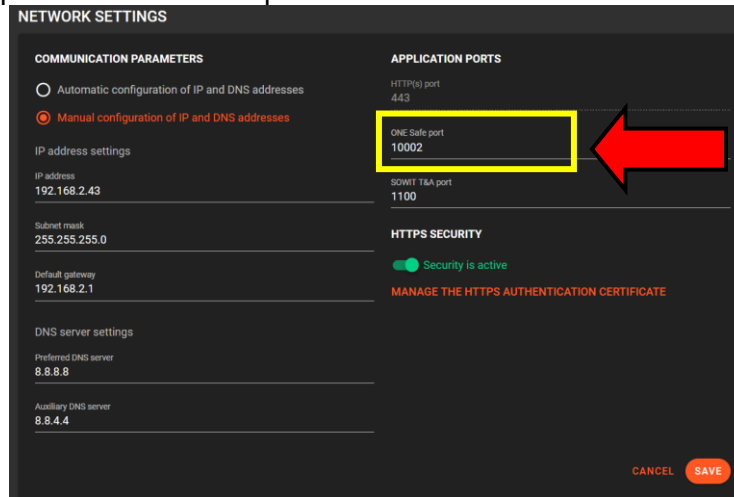 NETWORK SETTINGS
COMMUNICATION PARAMETERS
Automatic configuration of IP and DNS addresses
Manual configuration of IP and DNS addresses
IP address settings
IP address
192.168.2.43
Subnet mask
255.255.255.0
Default gateway
192.168.2.1
DNS server settings
Preferred DNS server
8.8.8.8
Auxiliary DNS server
8.8.4.4
APPLICATION PORTS
HTTP(s) port
443
ONE Safe port
10002
SOWIT T&A port
1100
HTTPS SECURITY
Security is active
MANAGE THE HTTPS AUTHENTICATION CERTIFICATE
CANCEL SAVE